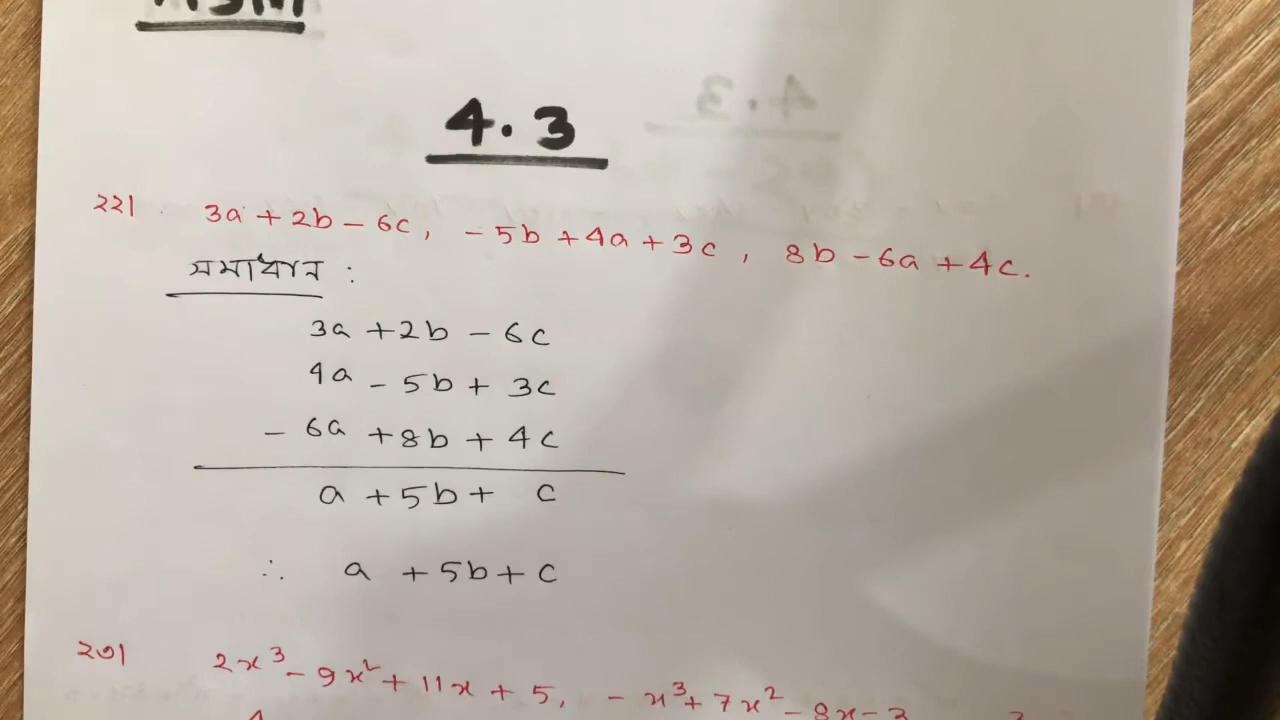 4.3
২২। 3a + 2b - 6c, - 5b + 4a + 3c, 8b - 6a + 4c.
সমাধান :
3a + 2b - 6c
4a - 5b + 3c
- 6a + 8b + 4c
a + 5b + c
∴ a + 5b + c
২৩। 2x³ - 9x² + 11x + 5, - x³ + 7x² - 8x - 3